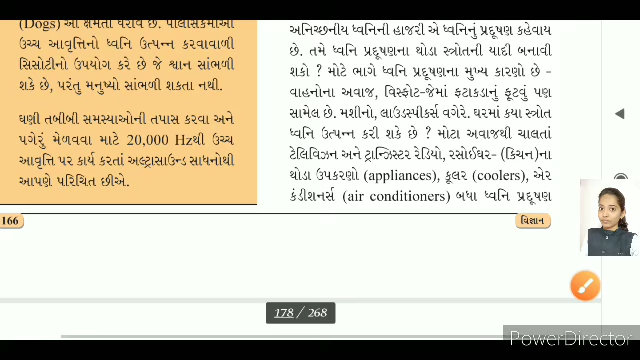 (Dogs) આ ક્ષમતા ધરાવે છે. પોલીસકર્મીઓ
ઉચ્ચ આવૃત્તિનો ધ્વનિ ઉત્પન્ન કરવાવાળી
સિસોટીનો ઉપયોગ કરે છે જે શ્વાન સાંભળી
શકે છે, પરંતુ મનુષ્યો સાંભળી શકતા નથી.
ઘણી તબીબી સમસ્યાઓની તપાસ કરવા અને
પગેરું મેળવવા માટે 20,000 Hzથી ઉચ્ચ
આવૃત્તિ પર કાર્ય કરતાં અલ્ટ્રાસાઉન્ડ સાધનોથી
આપણે પરિચિત છીએ.
અનિચ્છનીય ધ્વનિની હાજરી એ ધ્વનિનું પ્રદૂષણ કહેવાય
છે. તમે ધ્વનિ પ્રદૂષણના થોડા સ્ત્રોતની યાદી બનાવી
શકો ? મોટે ભાગે ધ્વનિ પ્રદૂષણના મુખ્ય કારણો છે -
વાહનોના અવાજ, વિસ્ફોટ-જેમાં ફટાકડાનું ફૂટવું પણ
સામેલ છે. મશીનો, લાઉડસ્પીકર્સ વગેરે. ઘરમાં કયા સ્ત્રોત
ધ્વનિ ઉત્પન્ન કરી શકે છે ? મોટા અવાજથી ચાલતાં
ટેલિવિઝન અને ટ્રાન્ઝિસ્ટર રેડિયો, રસોઈઘર- (કિચન)ના
થોડા ઉપકરણો (appliances), કૂલર (coolers), એર
કંડીશનર્સ (air conditioners) બધા ધ્વનિ પ્રદૂષણ
166
વિજ્ઞાન
178 / 268
PowerDirector